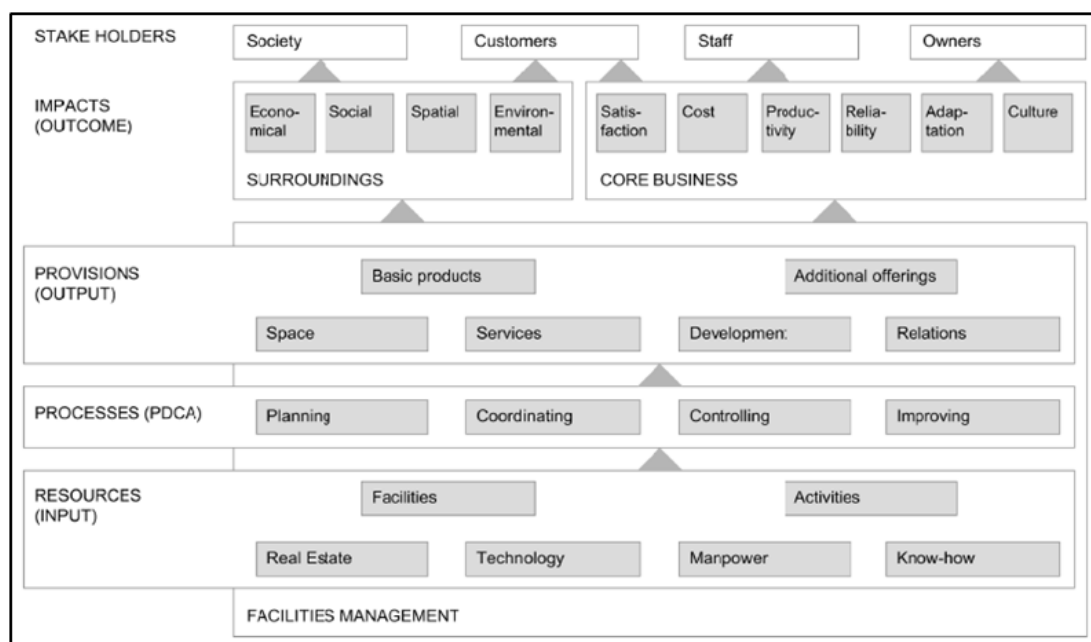 STAKE HOLDERS
Society
Customers
Staff
Owners
IMPACTS
(OUTCOME)
Econo-
mical
Social
Spatial
Environ-
mental
Satis-
faction
Cost
Produc-
tivity
Relia-
bility
Adap-
tation
Culture
SURROUNDINGS
CORE BUSINESS
PROVISIONS
(OUTPUT)
Basic products
Additional offerings
Space
Services
Development
Relations
PROCESSES (PDCA)
Planning
Coordinating
Controlling
Improving
RESOURCES
(INPUT)
Facilities
Activities
Real Estate
Technology
Manpower
Know-how
FACILITIES MANAGEMENT